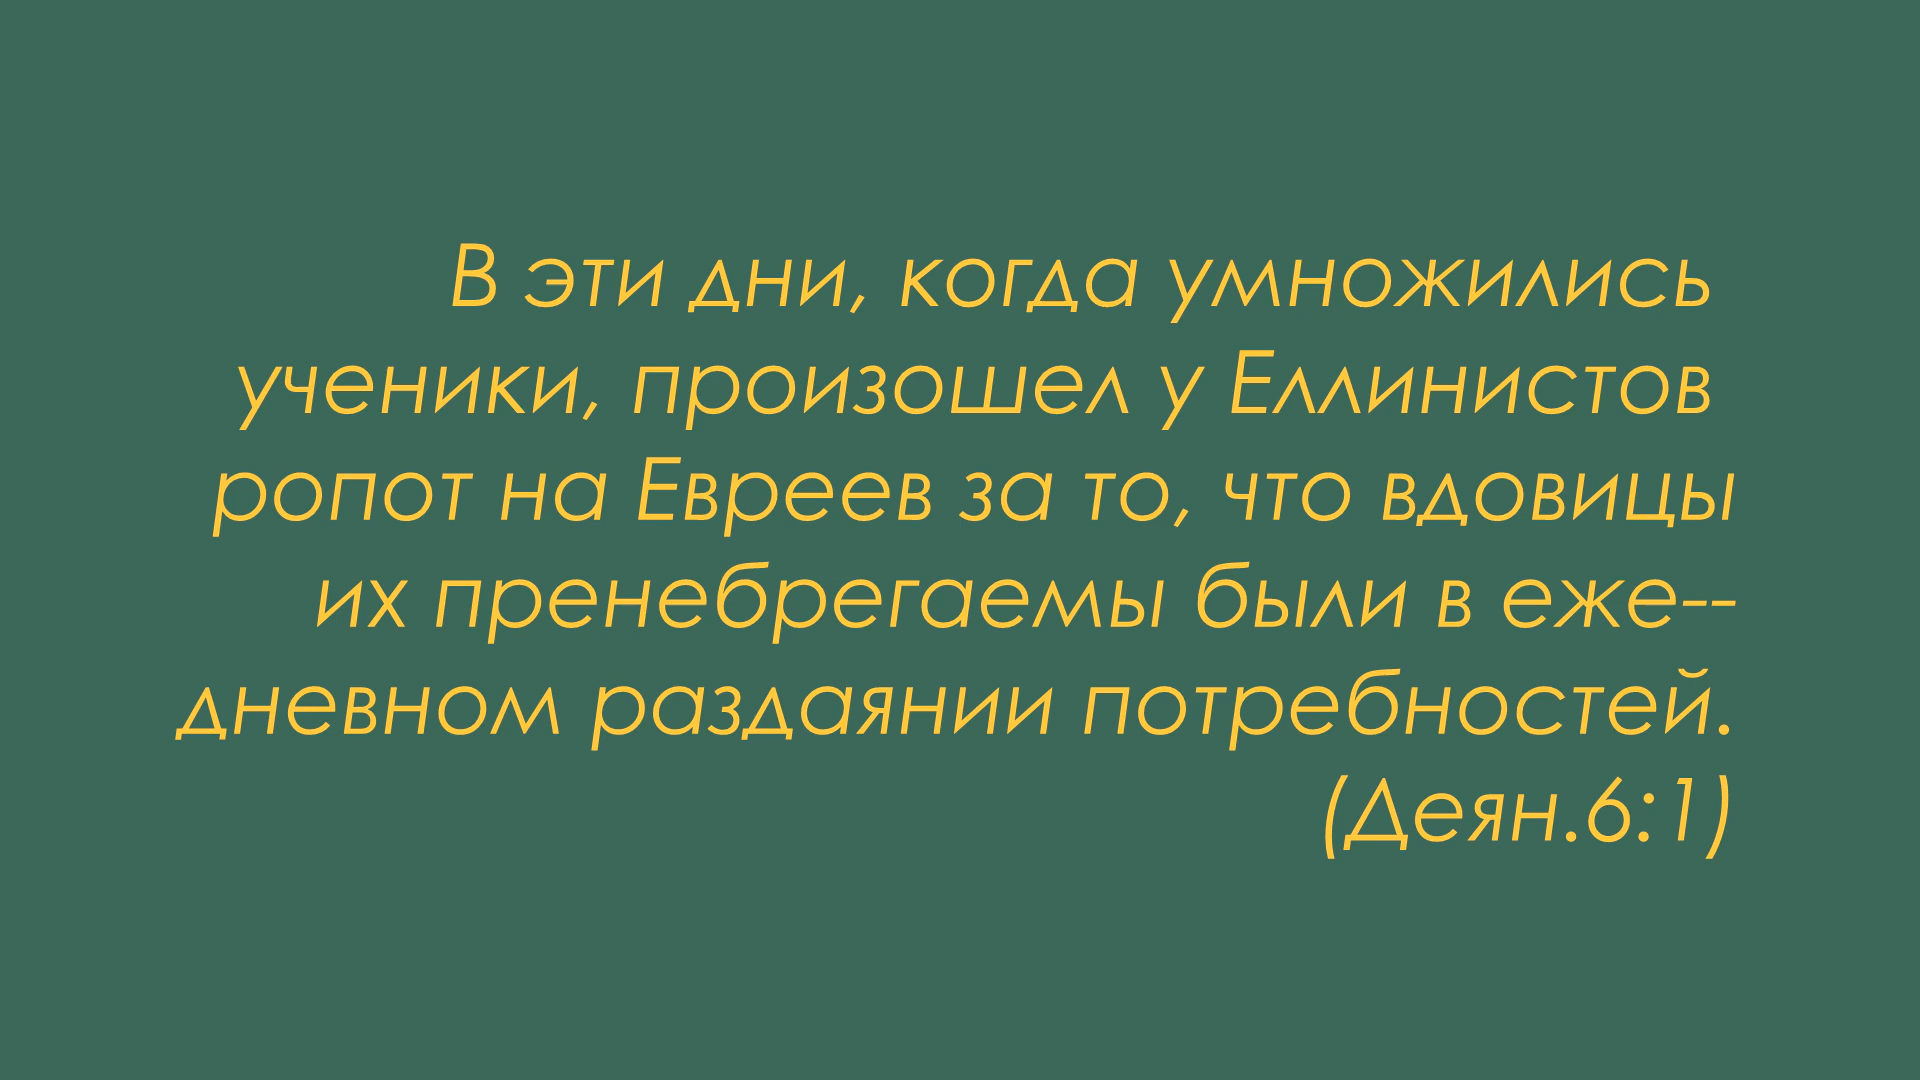 В эти дни, когда умножились
ученики, произошел у Еллинистов
ропот на Евреев за то, что вдовицы
их пренебрегаемы были в еже--
дневном раздаянии потребностей.
(Деян.6:1)